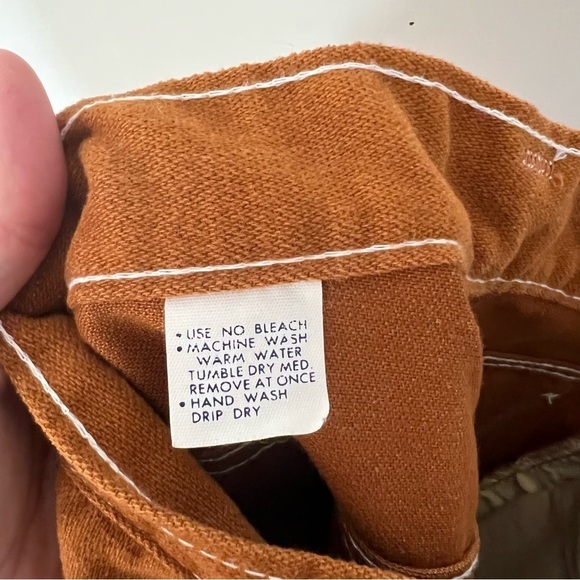 • USE NO BLEACH
• MACHINE WASH
WARM WATER
TUMBLE DRY MED.
REMOVE AT ONCE
• HAND WASH
DRIP DRY